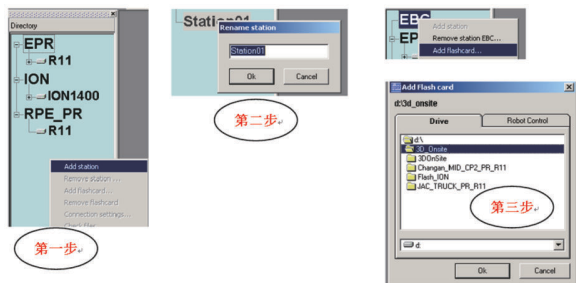 Directory
EPR
R11
ION
ION1400
RPE_PR
R11
Add station
Remove station ...
Add flashcard...
Remove flashcard
Connection settings...
Check files
第一步
Station01
Rename station
Station01
Ok
Cancel
第二步
EBC
EP
Add station
Remove station EBC...
Add flashcard...
Add Flash card
d:\3d_onsite
Drive
Robot Control
d:\
3D_Onsite
3DOnSite
Changan_MID_CP2_PR_R11
Flash_ION
JAC_TRUCK_PR_R11
第三步
d:
Ok
Cancel